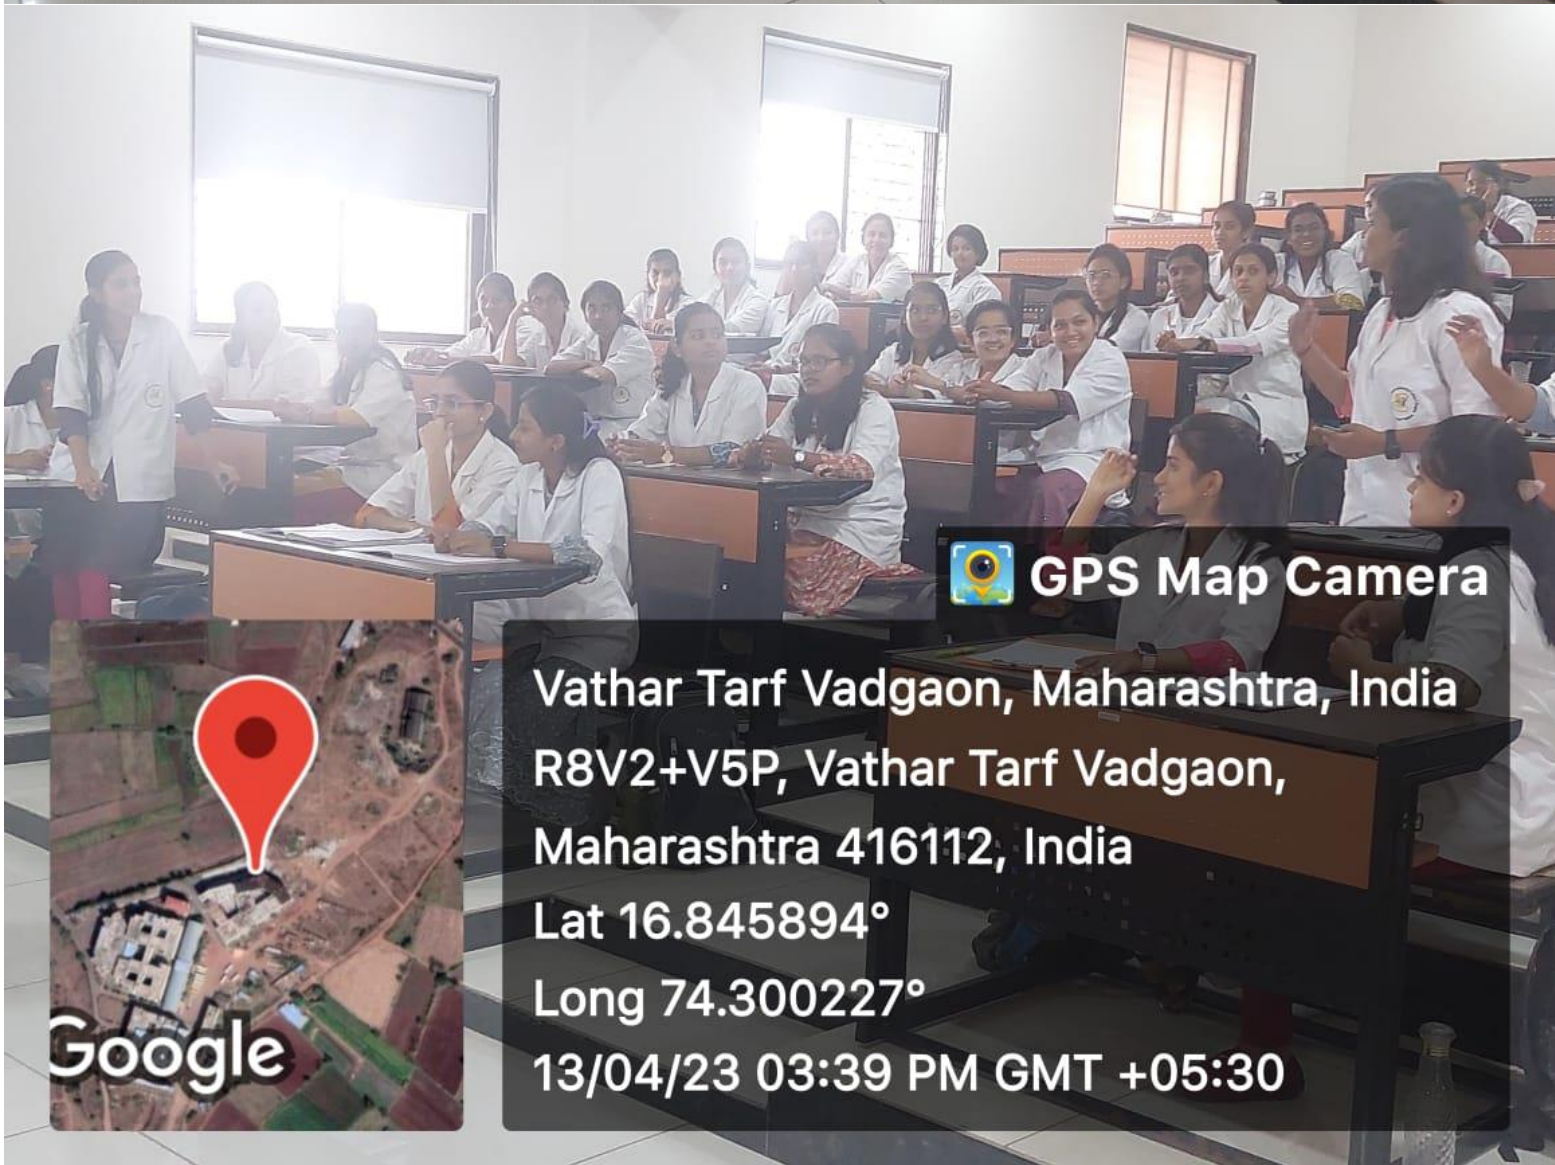 GPS Map Camera
Vathar Tarf Vadgaon, Maharashtra, India
R8V2+V5P, Vathar Tarf Vadgaon,
Maharashtra 416112, India
Lat 16.845894°
Long 74.300227°
13/04/23 03:39 PM GMT +05:30
Google